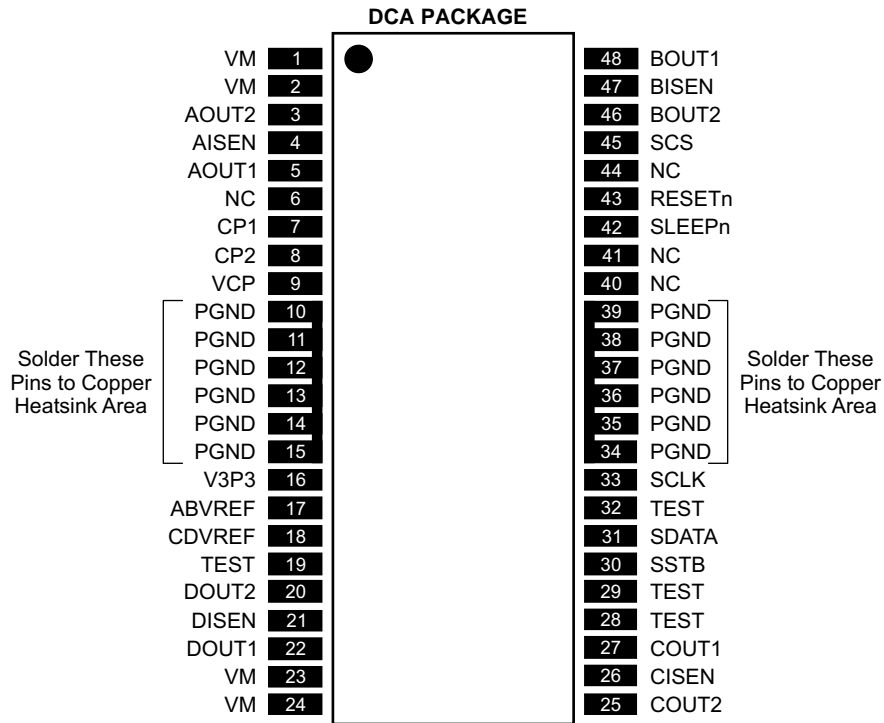 DCA PACKAGE
VM 1
VM 2
AOUT2 3
AISEN 4
AOUT1 5
NC 6
CP1 7
CP2 8
VCP 9
PGND 10
PGND 11
PGND 12
PGND 13
PGND 14
PGND 15
V3P3 16
ABVREF 17
CDVREF 18
TEST 19
DOUT2 20
DISEN 21
DOUT1 22
VM 23
VM 24
Solder These
Pins to Copper
Heatsink Area
48 BOUT1
47 BISEN
46 BOUT2
45 SCS
44 NC
43 RESETn
42 SLEEPn
41 NC
40 NC
39 PGND
38 PGND
37 PGND
36 PGND
35 PGND
34 PGND
33 SCLK
32 TEST
31 SDATA
30 SSTB
29 TEST
28 TEST
27 COUT1
26 CISEN
25 COUT2
Solder These
Pins to Copper
Heatsink Area